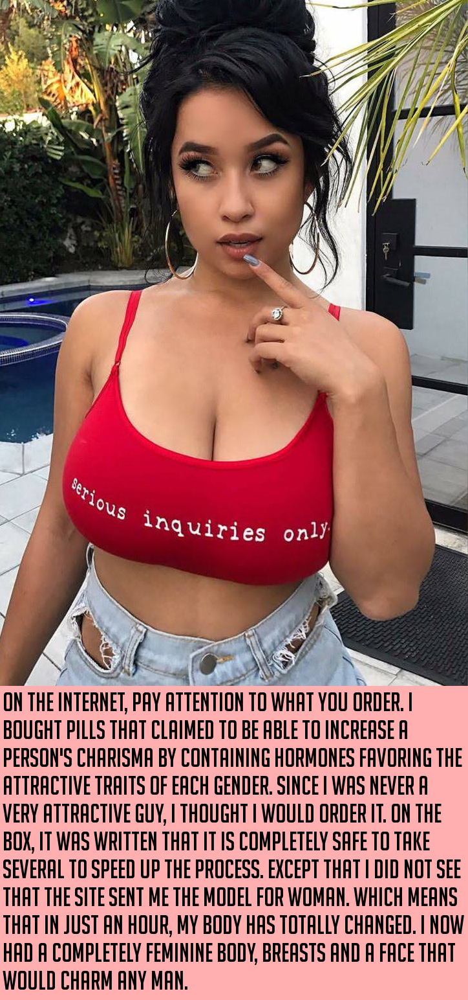 serious inquiries only.
ON THE INTERNET, PAY ATTENTION TO WHAT YOU ORDER. I
BOUGHT PILLS THAT CLAIMED TO BE ABLE TO INCREASE A
PERSON'S CHARISMA BY CONTAINING HORMONES FAVORING THE
ATTRACTIVE TRAITS OF EACH GENDER. SINCE I WAS NEVER A
VERY ATTRACTIVE GUY, I THOUGHT I WOULD ORDER IT. ON THE
BOX, IT WAS WRITTEN THAT IT IS COMPLETELY SAFE TO TAKE
SEVERAL TO SPEED UP THE PROCESS. EXCEPT THAT I DID NOT SEE
THAT THE SITE SENT ME THE MODEL FOR WOMAN. WHICH MEANS
THAT IN JUST AN HOUR, MY BODY HAS TOTALLY CHANGED. I NOW
HAD A COMPLETELY FEMININE BODY, BREASTS AND A FACE THAT
WOULD CHARM ANY MAN.